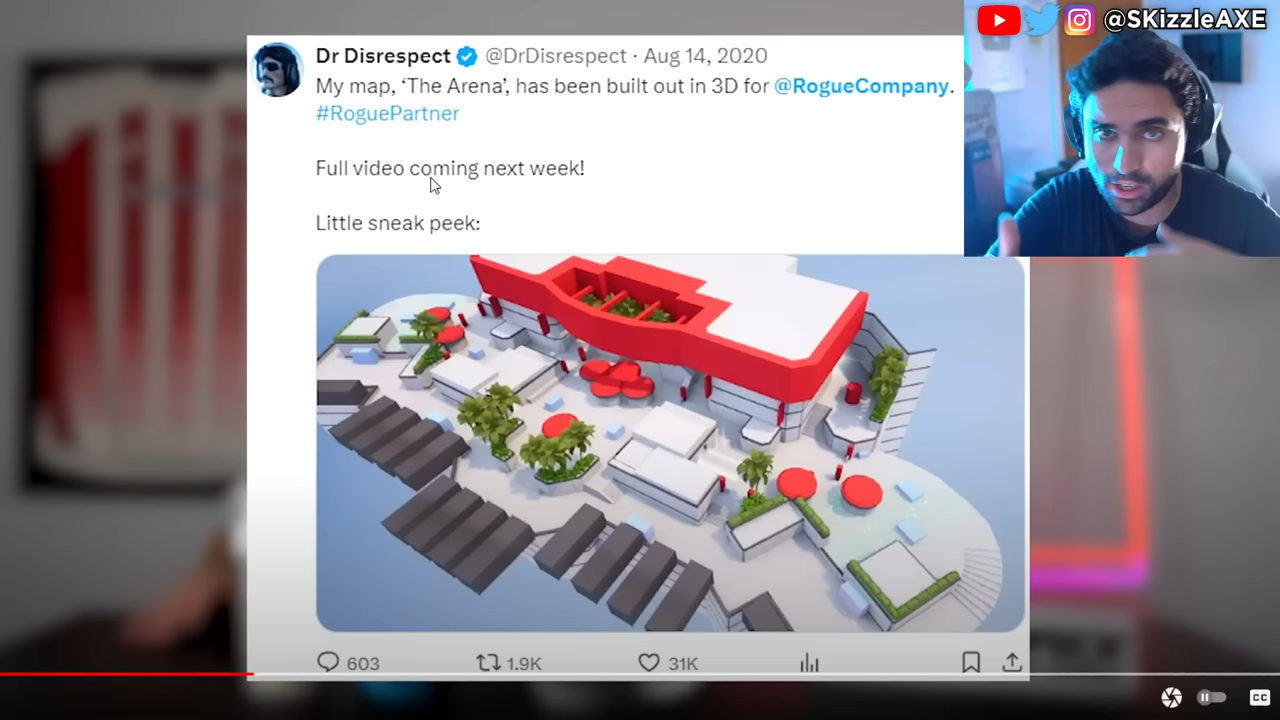 @SKizzleAXE
Dr Disrespect @DrDisrespect · Aug 14, 2020
My map, ‘The Arena’, has been built out in 3D for @RogueCompany.
#RoguePartner
Full video coming next week!
Little sneak peek:
603 1.9K 31K
CC